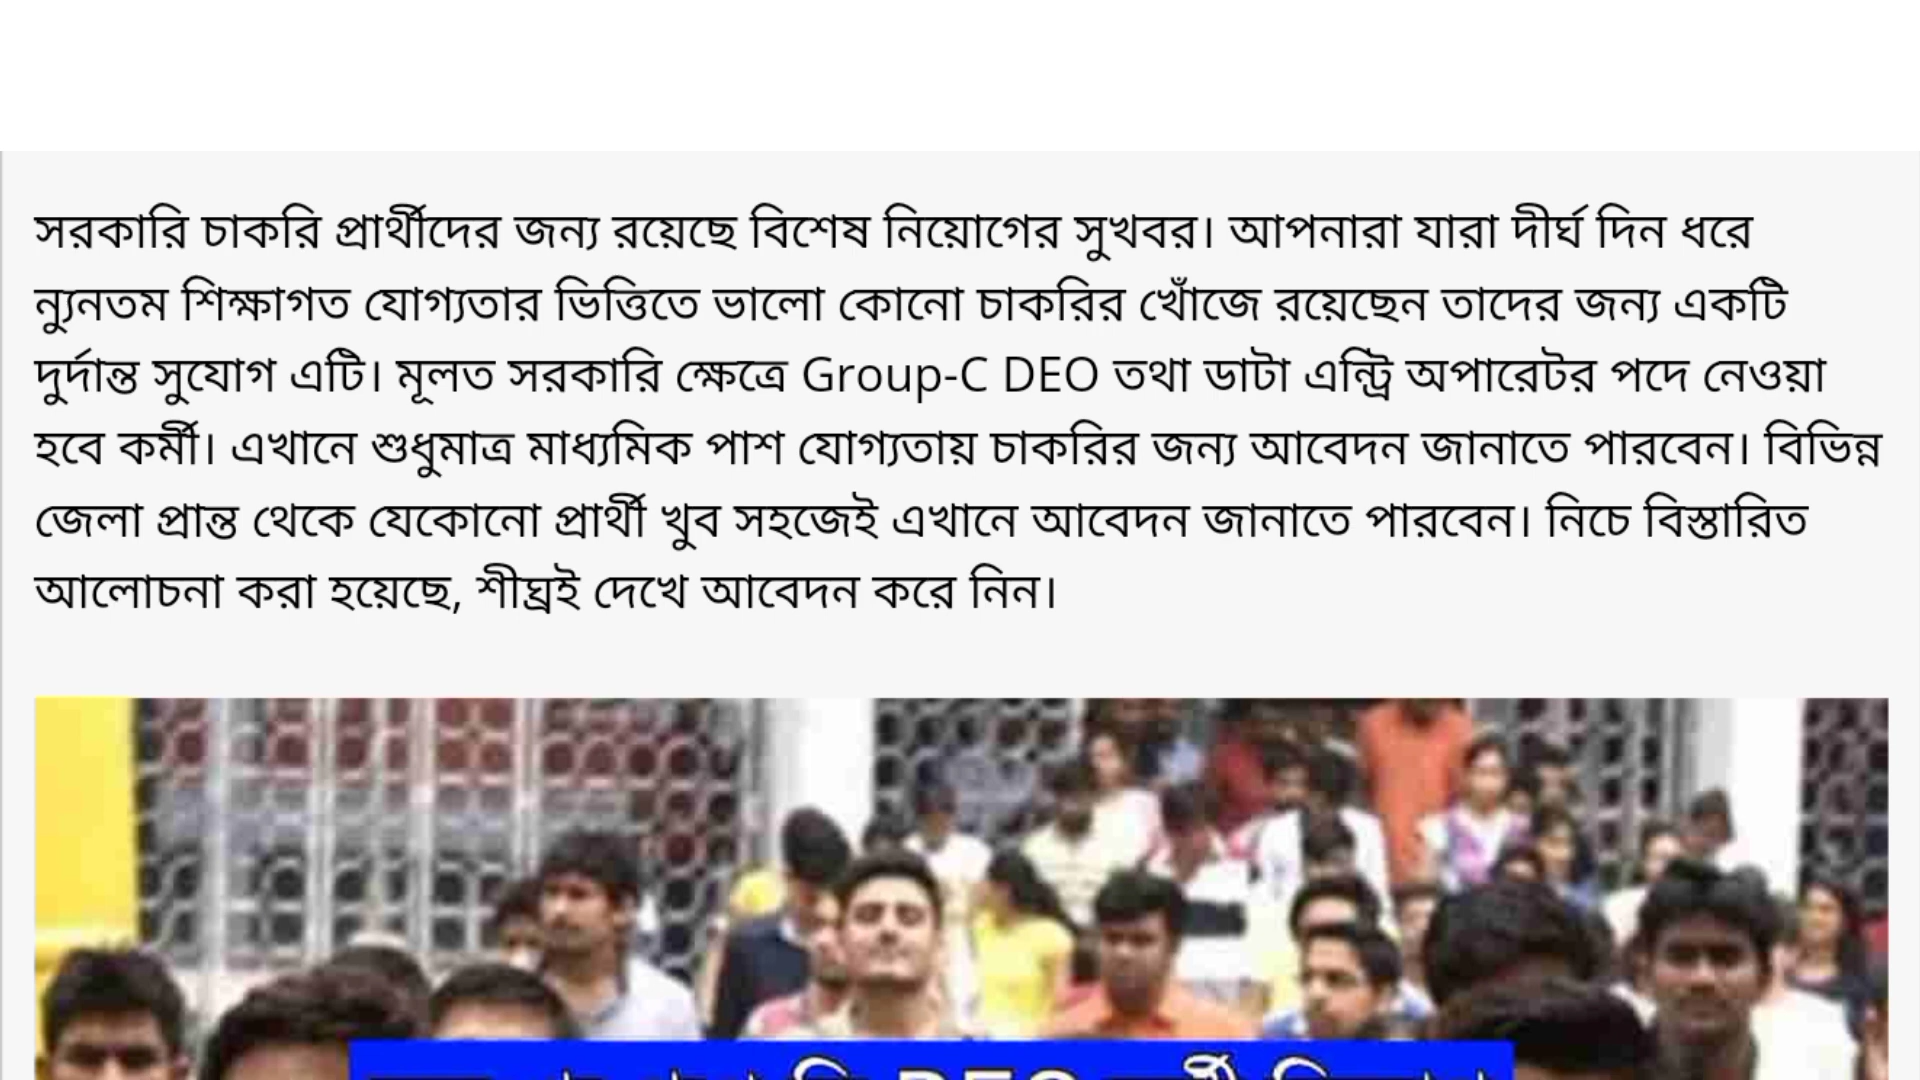 সরকারি চাকরি প্রার্থীদের জন্য রয়েছে বিশেষ নিয়োগের সুখবর। আপনারা যারা দীর্ঘ দিন ধরে
ন্যুনতম শিক্ষাগত যোগ্যতার ভিত্তিতে ভালো কোনো চাকরির খোঁজে রয়েছেন তাদের জন্য একটি
দুর্দান্ত সুযোগ এটি। মূলত সরকারি ক্ষেত্রে Group-C DEO তথা ডাটা এন্ট্রি অপারেটর পদে নেওয়া
হবে কর্মী। এখানে শুধুমাত্র মাধ্যমিক পাশ যোগ্যতায় চাকরির জন্য আবেদন জানাতে পারবেন। বিভিন্ন
জেলা প্রান্ত থেকে যেকোনো প্রার্থী খুব সহজেই এখানে আবেদন জানাতে পারবেন। নিচে বিস্তারিত
আলোচনা করা হয়েছে, শীঘ্রই দেখে আবেদন করে নিন।